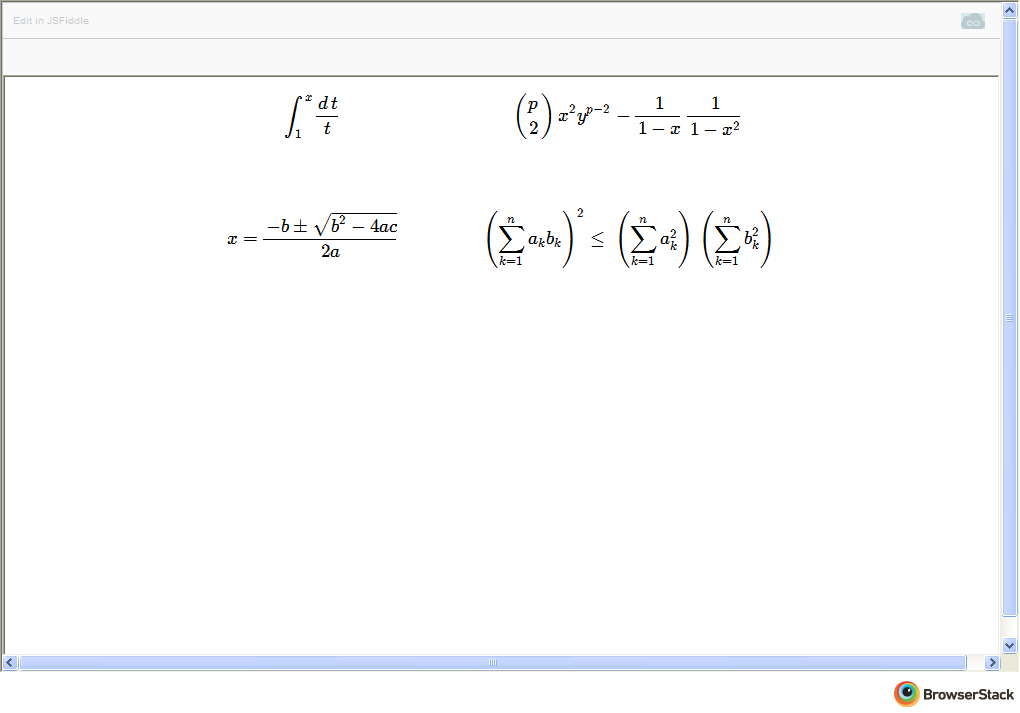 Edit in JSFiddle
\int_1^x \frac{dt}{t}
\binom{p}{2} x^2 y^{p-2} - \frac{1}{1-x} \frac{1}{1-x^2}
x = \frac{-b \pm \sqrt{b^2 - 4ac}}{2a}
\left( \sum_{k=1}^n a_k b_k \right)^2 \leq \left( \sum_{k=1}^n a_k^2 \right) \left( \sum_{k=1}^n b_k^2 \right)
BrowserStack